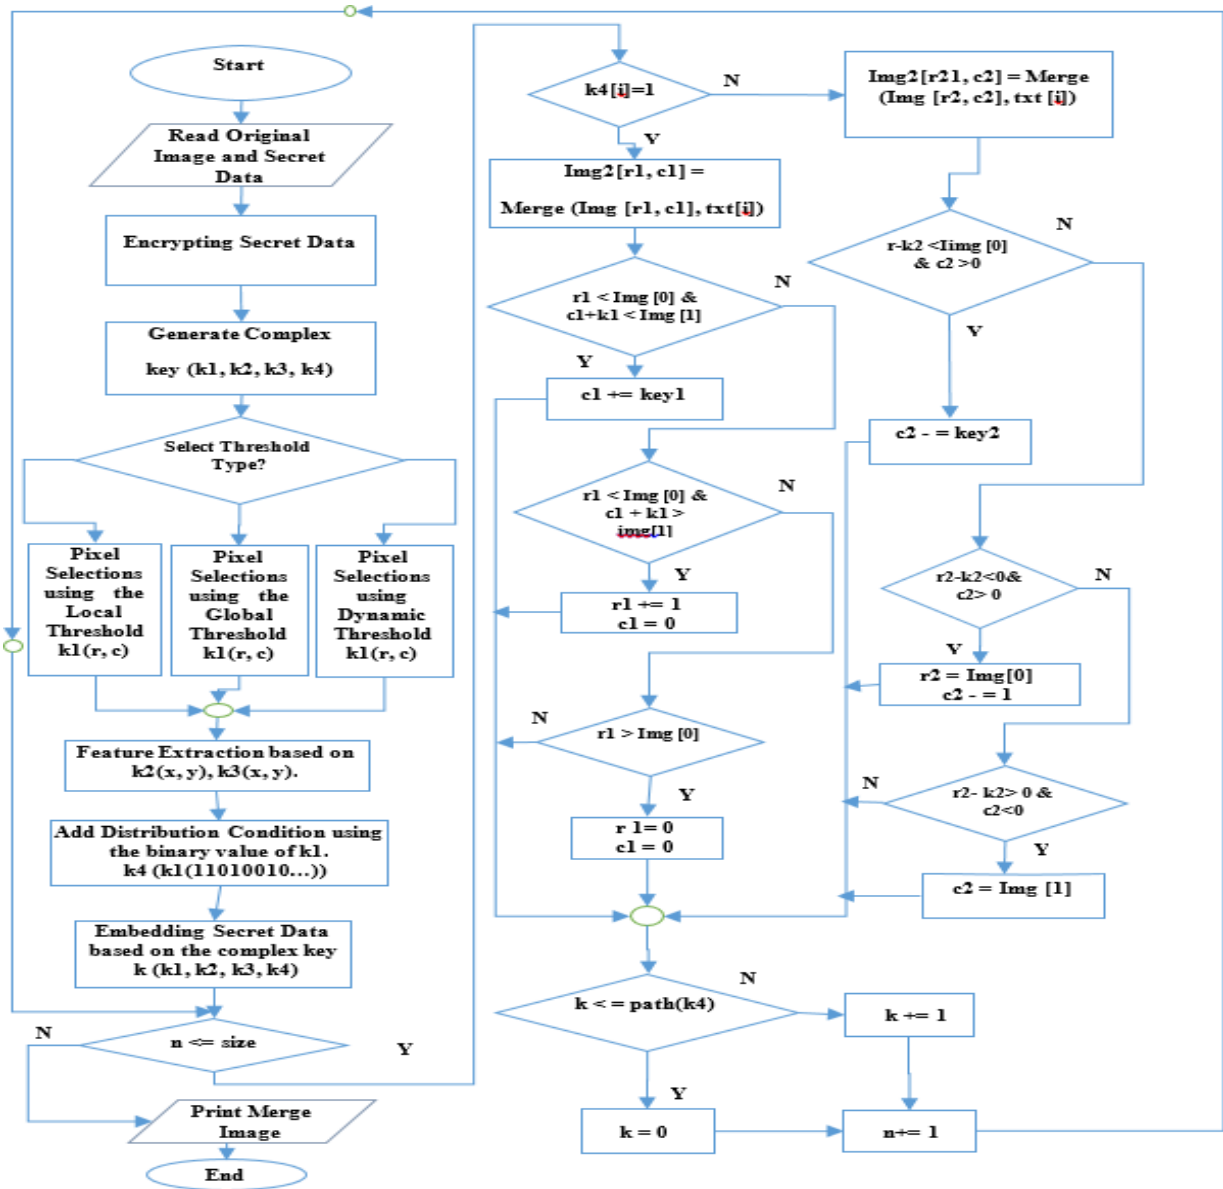 Start
Read Original
Image and Secret
Data
Encrypting Secret Data
Generate Complex
key (k1, k2, k3, k4)
Select Threshold
Type?
Pixel
Selections
using the
Local
Threshold
k1(r, c)
Pixel
Selections
using the
Global
Threshold
k1(r, c)
Pixel
Selections
using
Dynamic
Threshold
k1(r, c)
Feature Extraction based on
k2(x, y), k3(x, y).
Add Distribution Condition using
the binary value of k1.
k4 (k1(11010010...))
Embedding Secret Data
based on the complex key
k (k1, k2, k3, k4)
n <= size
N
Y
Print Merge
Image
End
k4[i]=1
N
Y
Img2[r1, c1] =
Merge (Img [r1, c1], txt[i])
r1 < Img [0] &
c1+k1 < Img [1]
N
Y
c1 += key1
r1 < Img [0] &
c1 + k1 >
img[1]
N
Y
r1 += 1
c1 = 0
r1 > Img [0]
N
Y
r 1= 0
c1 = 0
k < = path(k4)
N
Y
k += 1
k = 0
n+= 1
Img2[r21, c2] = Merge
(Img [r2, c2], txt [i])
r-k2 <Iimg [0]
& c2 >0
N
Y
c2 - = key2
r2-k2<0&
c2> 0
N
Y
r2 = Img[0]
c2 - = 1
r2- k2> 0 &
c2<0
N
Y
c2 = Img [1]